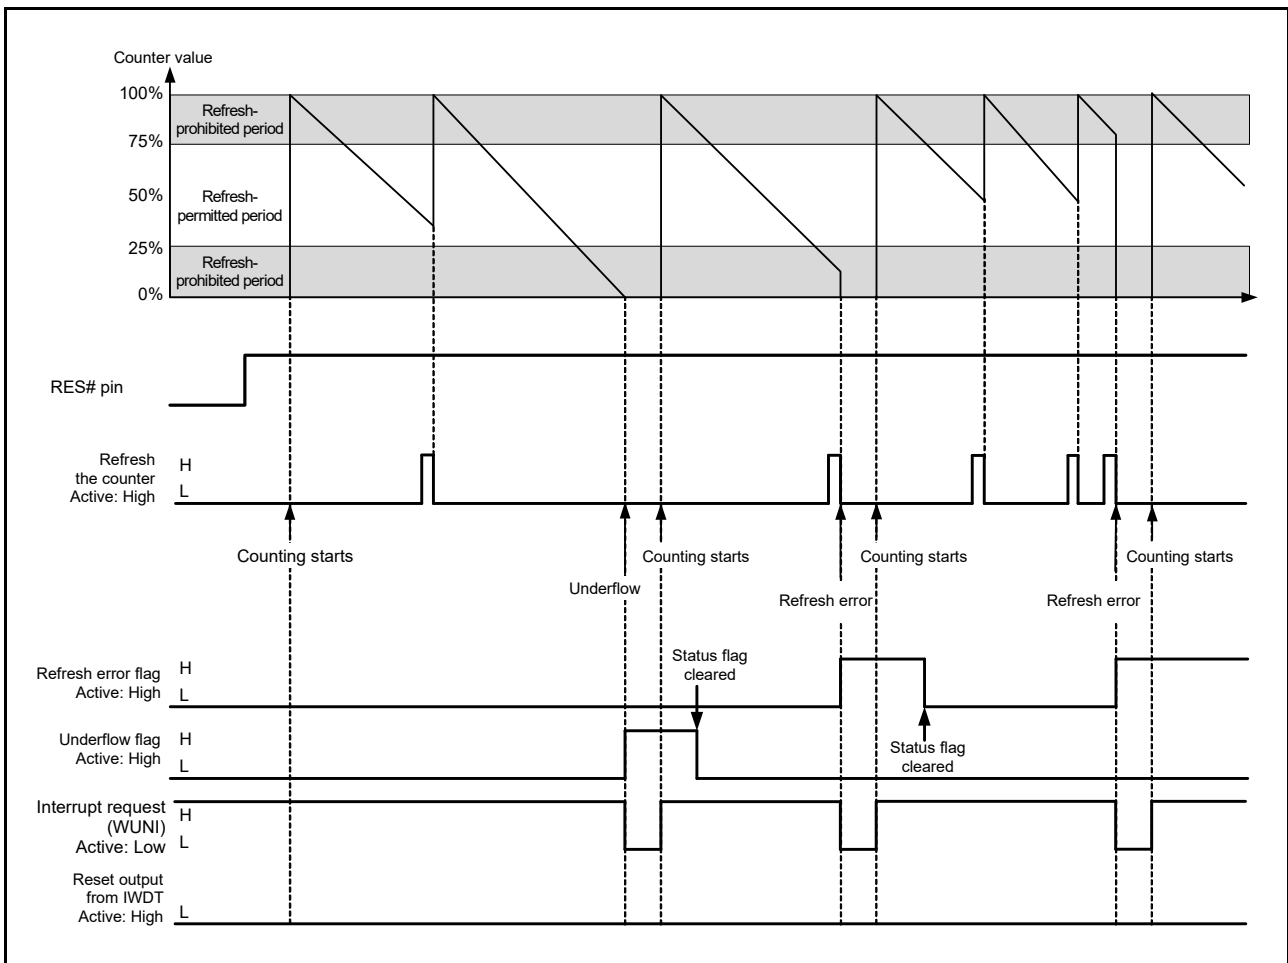 Counter value
100%
Refresh-
prohibited period
75%
50%
Refresh-
permitted period
25%
Refresh-
prohibited period
0%
RES# pin
Refresh
the counter
Active: High
H
L
Counting starts
Counting starts
Counting starts
Counting starts
Underflow
Refresh error
Refresh error
Status flag
cleared
Refresh error flag
Active: High
H
L
Status flag
cleared
Underflow flag
Active: High
H
L
Interrupt request
(WUNI)
Active: Low
H
L
Reset output
from IWDT
Active: High
L